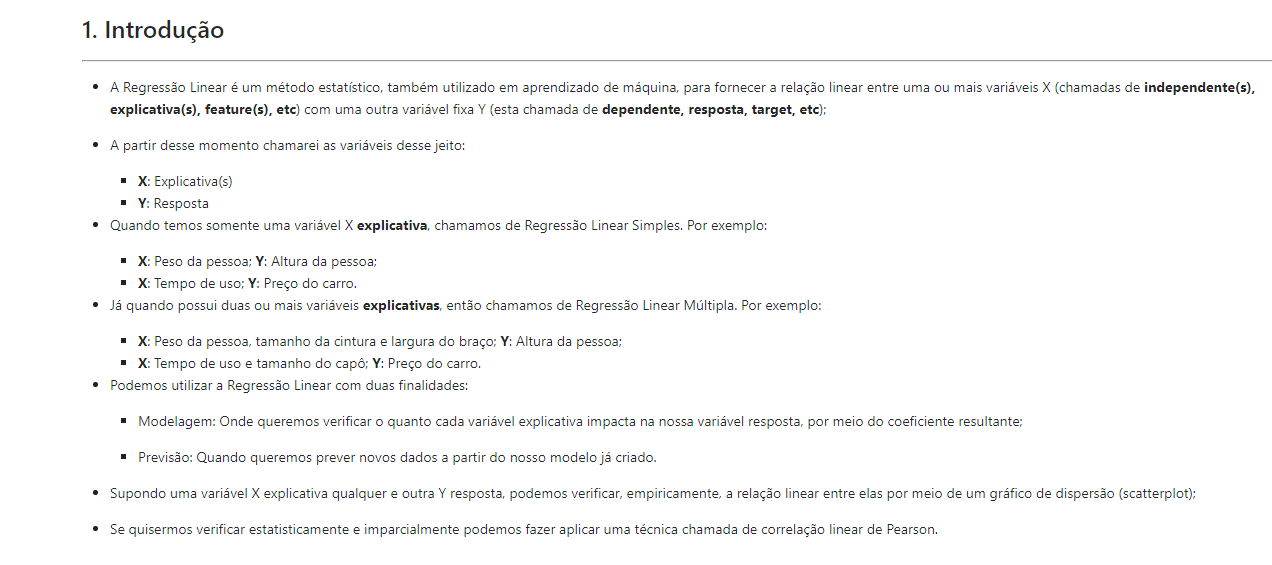 1. Introdução
A Regressão Linear é um método estatístico, também utilizado em aprendizado de máquina, para fornecer a relação linear entre uma ou mais variáveis X (chamadas de independente(s),
explicativa(s), feature(s), etc) com uma outra variável fixa Y (esta chamada de dependente, resposta, target, etc);
A partir desse momento chamarei as variáveis desse jeito:
X: Explicativa(s)
Y: Resposta
Quando temos somente uma variável X explicativa, chamamos de Regressão Linear Simples. Por exemplo:
X: Peso da pessoa; Y: Altura da pessoa;
X: Tempo de uso; Y: Preço do carro.
Já quando possui duas ou mais variáveis explicativas, então chamamos de Regressão Linear Múltipla. Por exemplo:
X: Peso da pessoa, tamanho da cintura e largura do braço; Y: Altura da pessoa;
X: Tempo de uso e tamanho do capô; Y: Preço do carro.
Podemos utilizar a Regressão Linear com duas finalidades:
Modelagem: Onde queremos verificar o quanto cada variável explicativa impacta na nossa variável resposta, por meio do coeficiente resultante;
Previsão: Quando queremos prever novos dados a partir do nosso modelo já criado.
Supondo uma variável X explicativa qualquer e outra Y resposta, podemos verificar, empiricamente, a relação linear entre elas por meio de um gráfico de dispersão (scatterplot);
Se quisermos verificar estatisticamente e imparcialmente podemos fazer aplicar uma técnica chamada de correlação linear de Pearson.